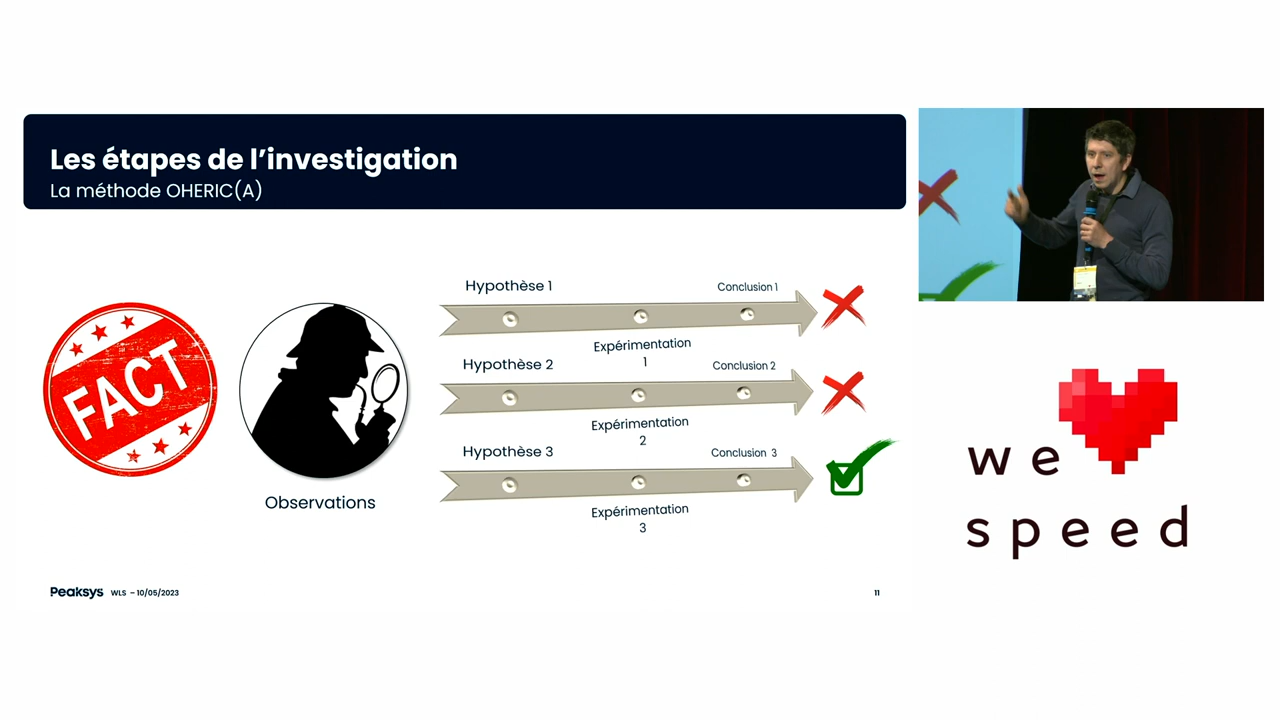 Les étapes de l'investigation
La méthode OHERIC(A)
FACT
Observations
Hypothèse 1
Conclusion 1
Expérimentation
1
Hypothèse 2
Conclusion 2
Expérimentation
2
Hypothèse 3
Conclusion 3
Expérimentation
3
Peaksys WLS – 10/05/2023
11
we
speed